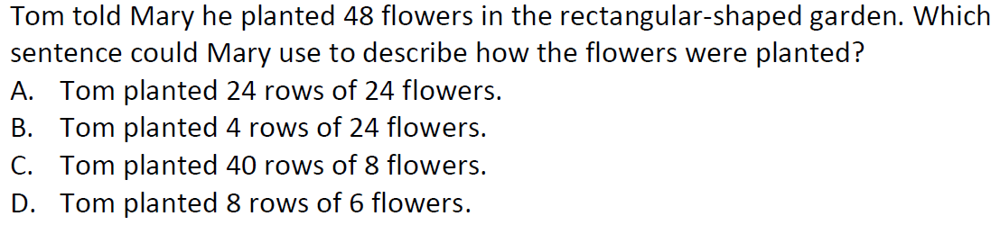 Tom told Mary he planted 48 flowers in the rectangular-shaped garden. Which
sentence could Mary use to describe how the flowers were planted?
A. Tom planted 24 rows of 24 flowers.
B. Tom planted 4 rows of 24 flowers.
C. Tom planted 40 rows of 8 flowers.
D. Tom planted 8 rows of 6 flowers.